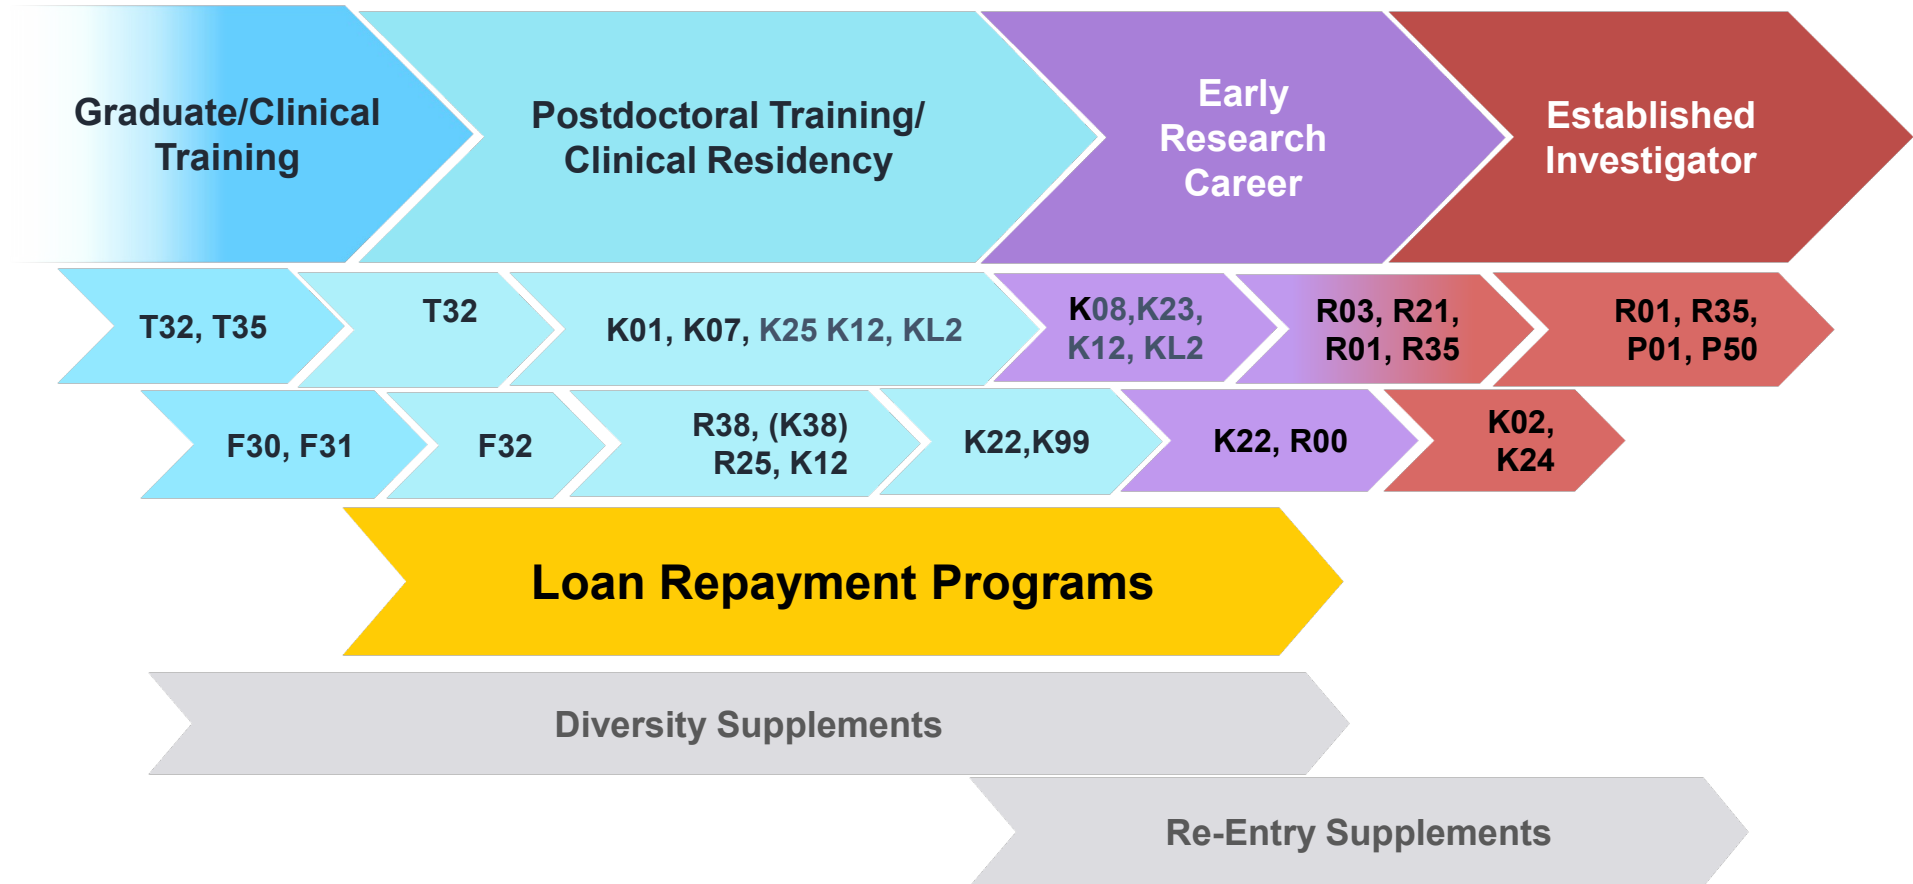 Graduate/Clinical
Training
Postdoctoral Training/
Clinical Residency
Early
Research
Career
Established
Investigator
T32, T35
T32
K01, K07, K25 K12, KL2
K08,K23,
K12, KL2
R03, R21,
R01, R35
R01, R35,
P01, P50
F30, F31
F32
R38, (K38)
R25, K12
K22,K99
K22, R00
K02,
K24
Loan Repayment Programs
Diversity Supplements
Re-Entry Supplements